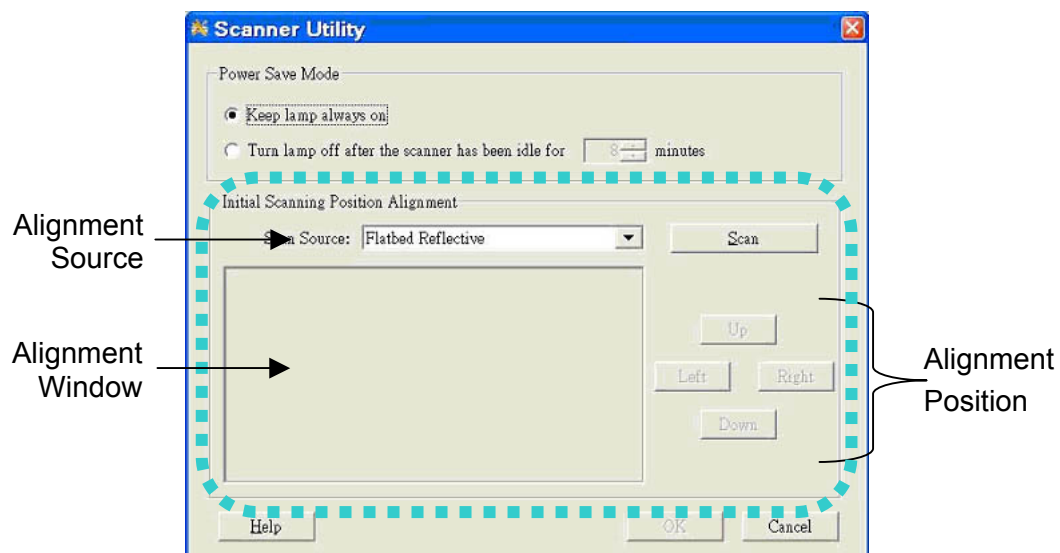 Scanner Utility
Power Save Mode
Keep lamp always on
Turn lamp off after the scanner has been idle for 8 minutes
Initial Scanning Position Alignment
Alignment
Source
Scan Source: Flatbed Reflective
Scan
Up
Alignment
Window
Left
Right
Alignment
Position
Down
Help
OK
Cancel